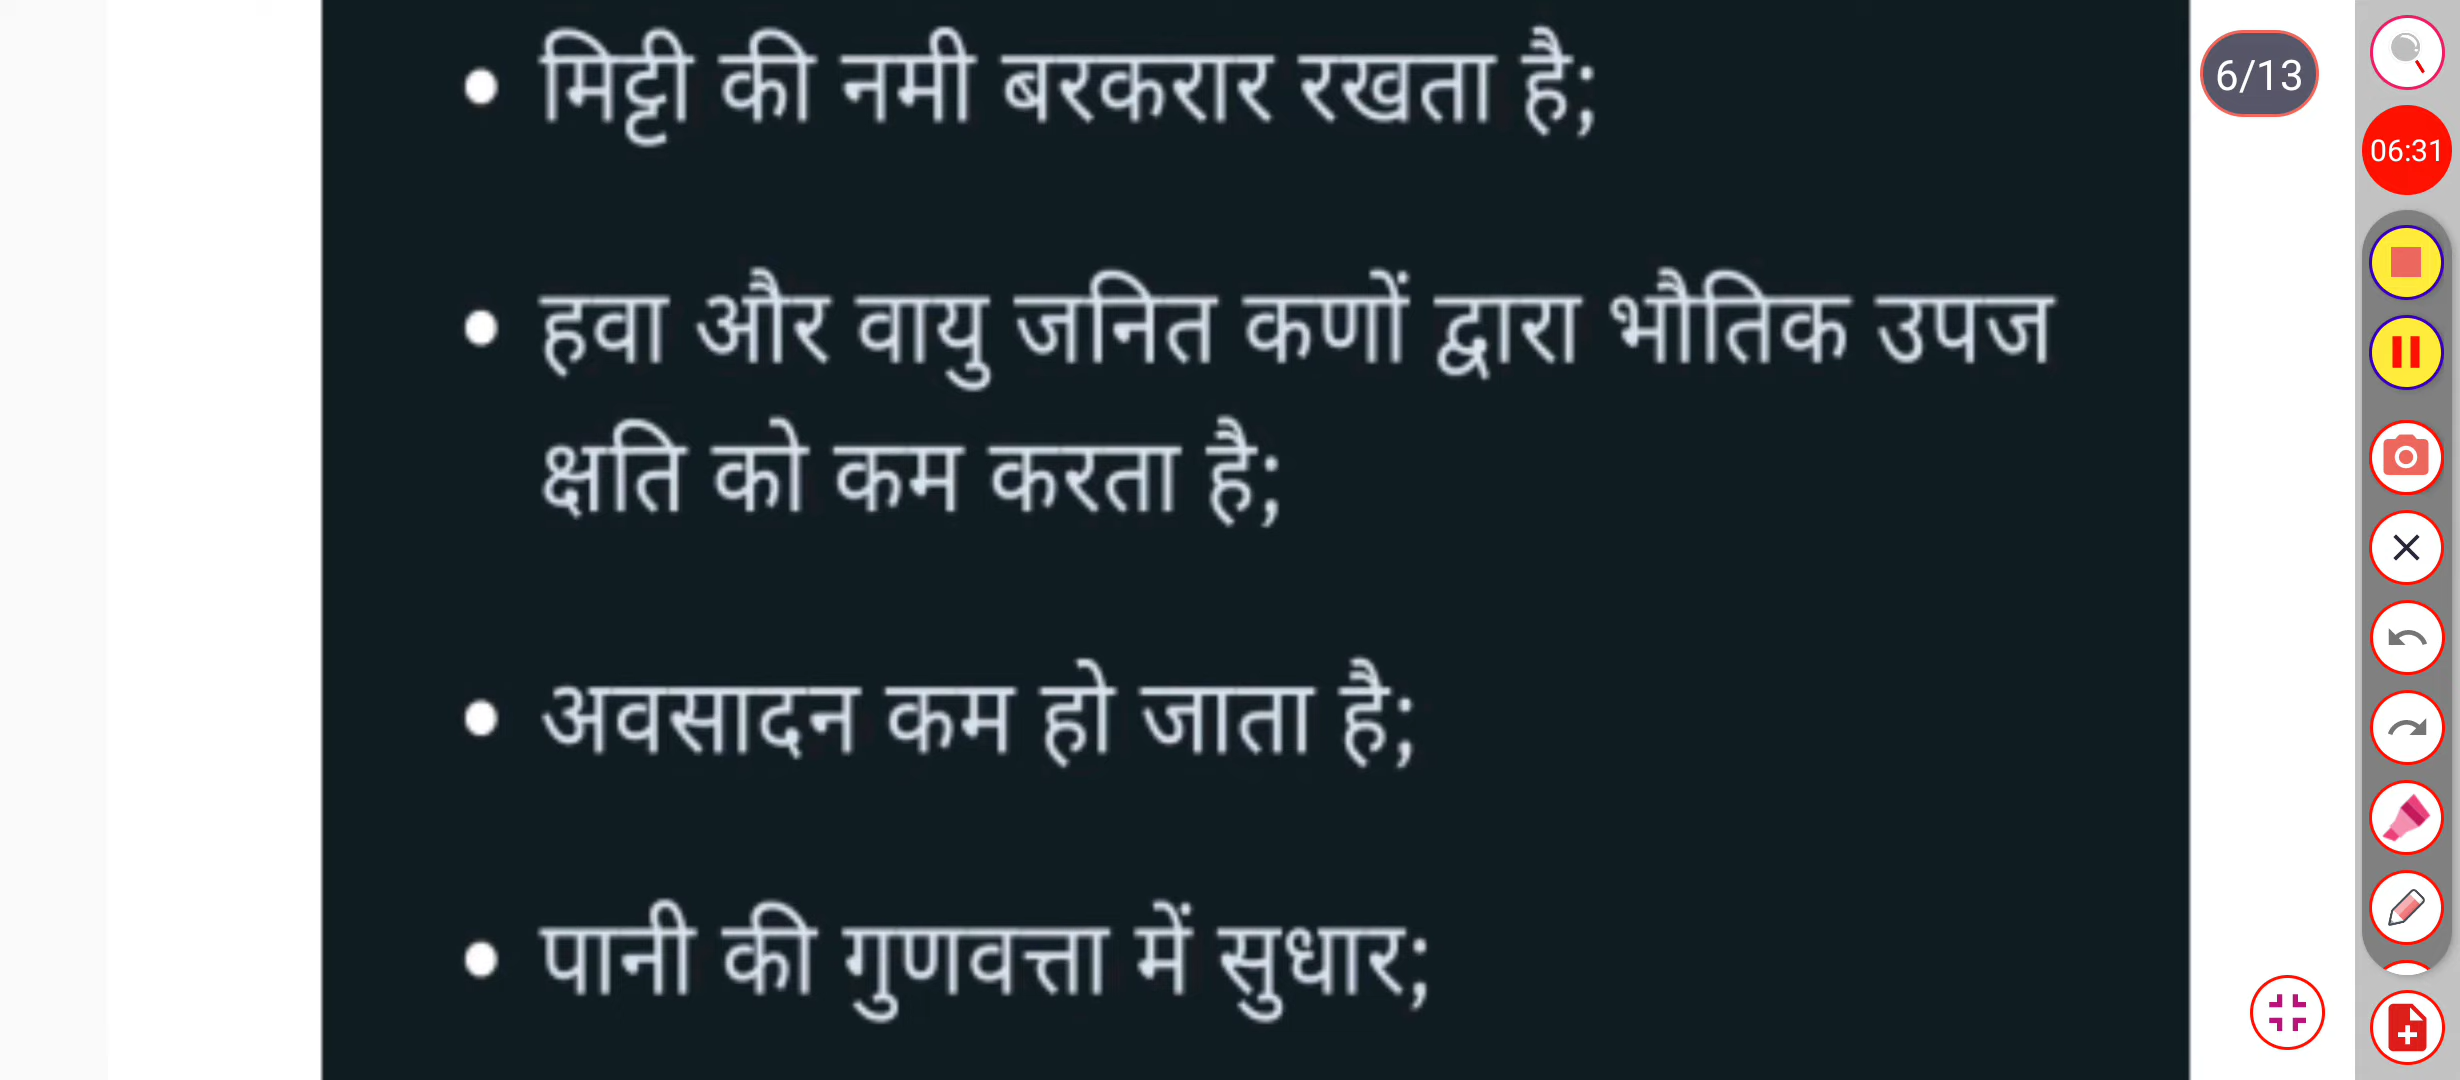 • मिट्टी की नमी बरकरार रखता है;
6/13
06:31
• हवा और वायु जनित कणों द्वारा भौतिक उपज
क्षति को कम करता है;
• अवसादन कम हो जाता है;
• पानी की गुणवत्ता में सुधार;